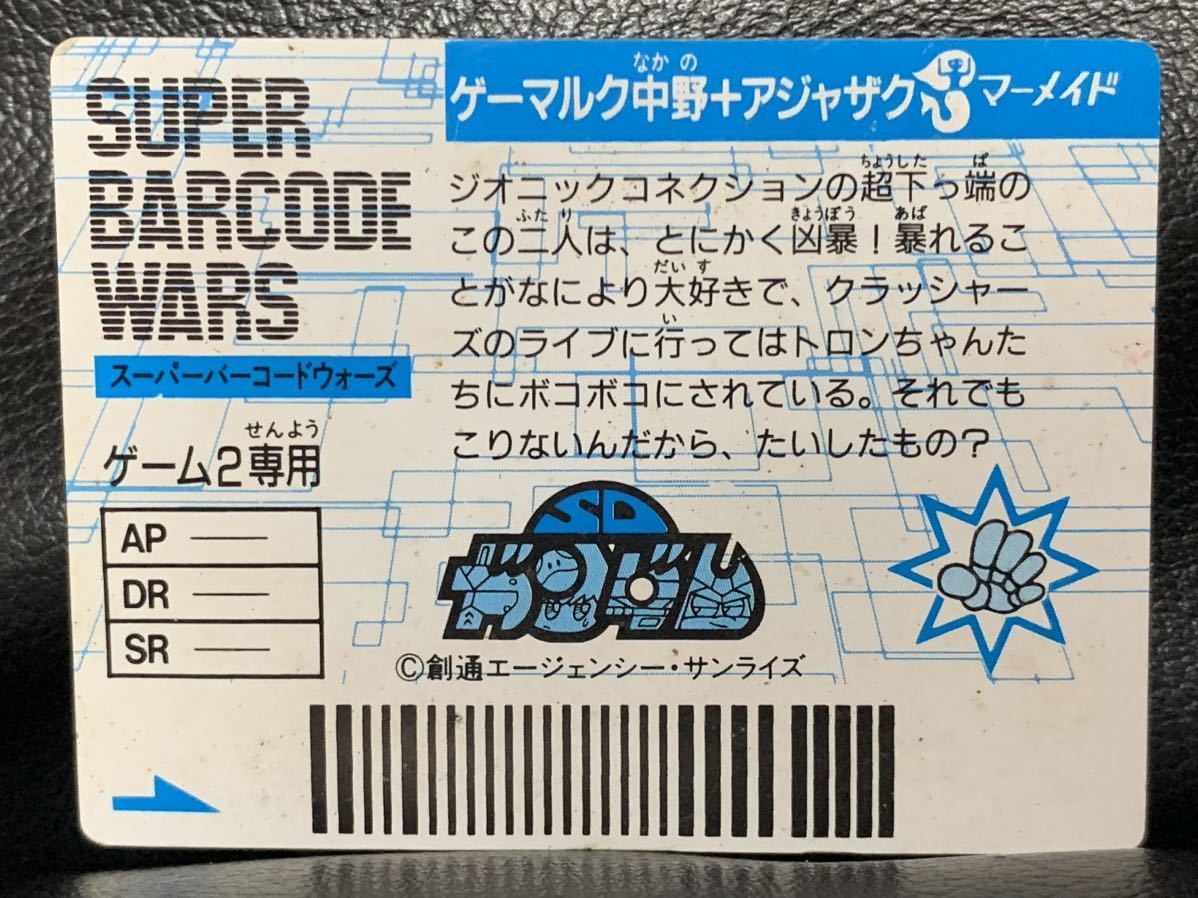 SUPER
BARCODE
WARS
スーパーバーコードウォーズ
せんよう
ゲーム2専用
AP ——
DR ——
SR ——
なかの
ゲーマルク中野+アジャザク マーメイド
ちょうした ぱ
ジオニックコネクションの超下っ端の
ふたり きょうぼう あば
この二人は、とにかく凶暴！暴れるこ
だいす
とがなにより大好きで、クラッシャー
い
ズのライブに行ってはトロンちゃんた
ちにボコボコにされている。それでも
こりないんだから、たいしたもの？
SD
ガンダム
©創通エージェンシー・サンライズ